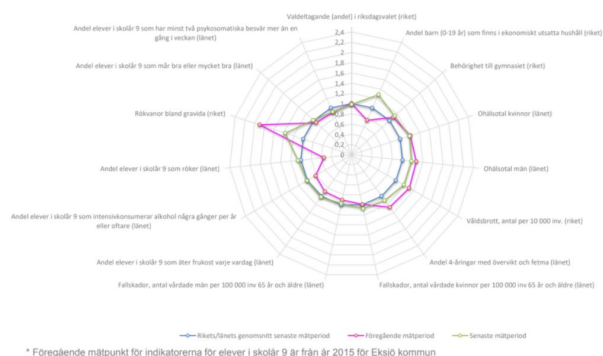 Valdeltagande (andel) i riksdagsvalet (riket)
Andel elever i skolår 9 som har minst två psykosomatiska besvär mer än en
gång i veckan (länet)
Andel barn (0-19 år) som finns i ekonomiskt utsatta hushåll (riket)
Andel elever i skolår 9 som mår bra eller mycket bra (länet)
Behörighet till gymnasiet (riket)
Rökvanor bland gravida (riket)
Ohälsotal kvinnor (länet)
Andel elever i skolår 9 som röker (länet)
Ohälsotal män (länet)
Andel elever i skolår 9 som intensivkonsumerar alkohol några gånger per år
eller oftare (länet)
Våldsbrott, antal per 10 000 inv. (riket)
Andel elever i skolår 9 som äter frukost varje vardag (länet)
Andel 4-åringar med övervikt och fetma (länet)
Fallskador, antal vårdade män per 100 000 inv 65 år och äldre (länet)
Fallskador, antal vårdade kvinnor per 100 000 inv 65 år och äldre (länet)
2,4
2,2
2
1,8
1,6
1,4
1,2
1
0,8
0,6
0,4
0,2
0
Rikets/länets genomsnitt senaste mätperiod
Föregående mätperiod
Senaste mätperiod
* Föregående mätpunkt för indikatorerna för elever i skolår 9 är från år 2015 för Eksjö kommun